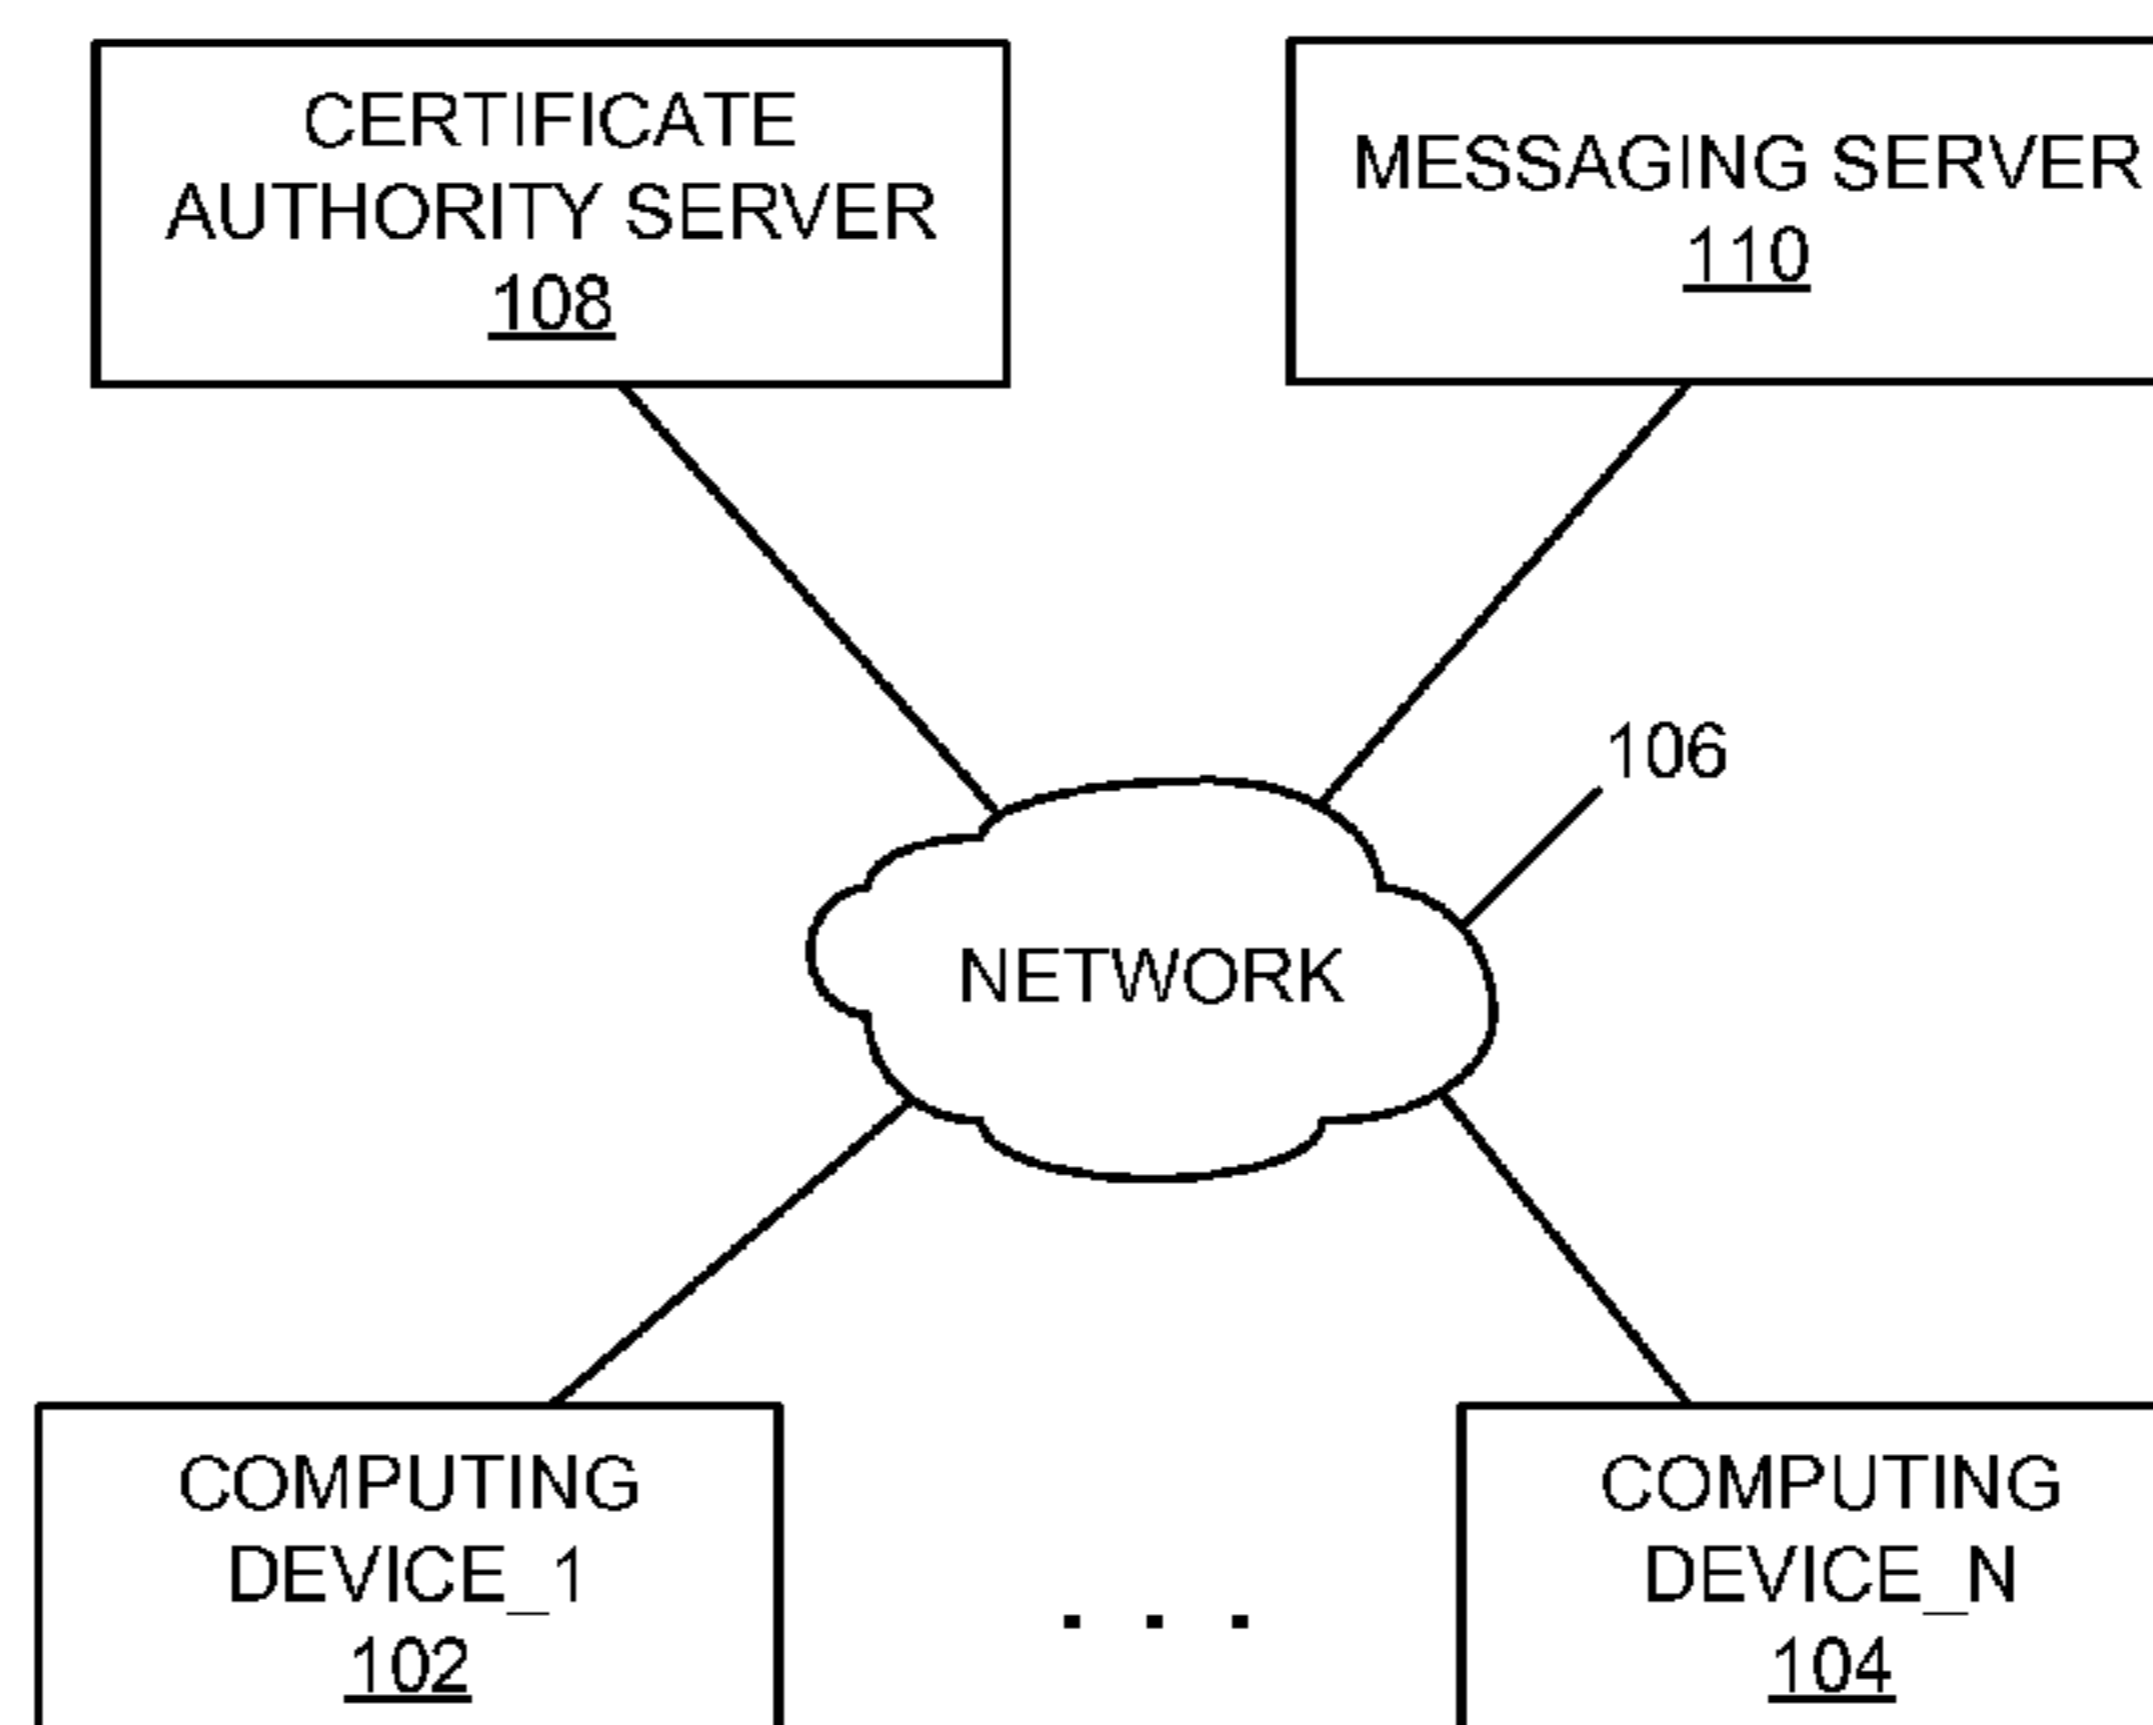 CERTIFICATE
AUTHORITY SERVER
108
MESSAGING SERVER
110
106
NETWORK
COMPUTING
DEVICE_1
102
. . .
COMPUTING
DEVICE_N
104